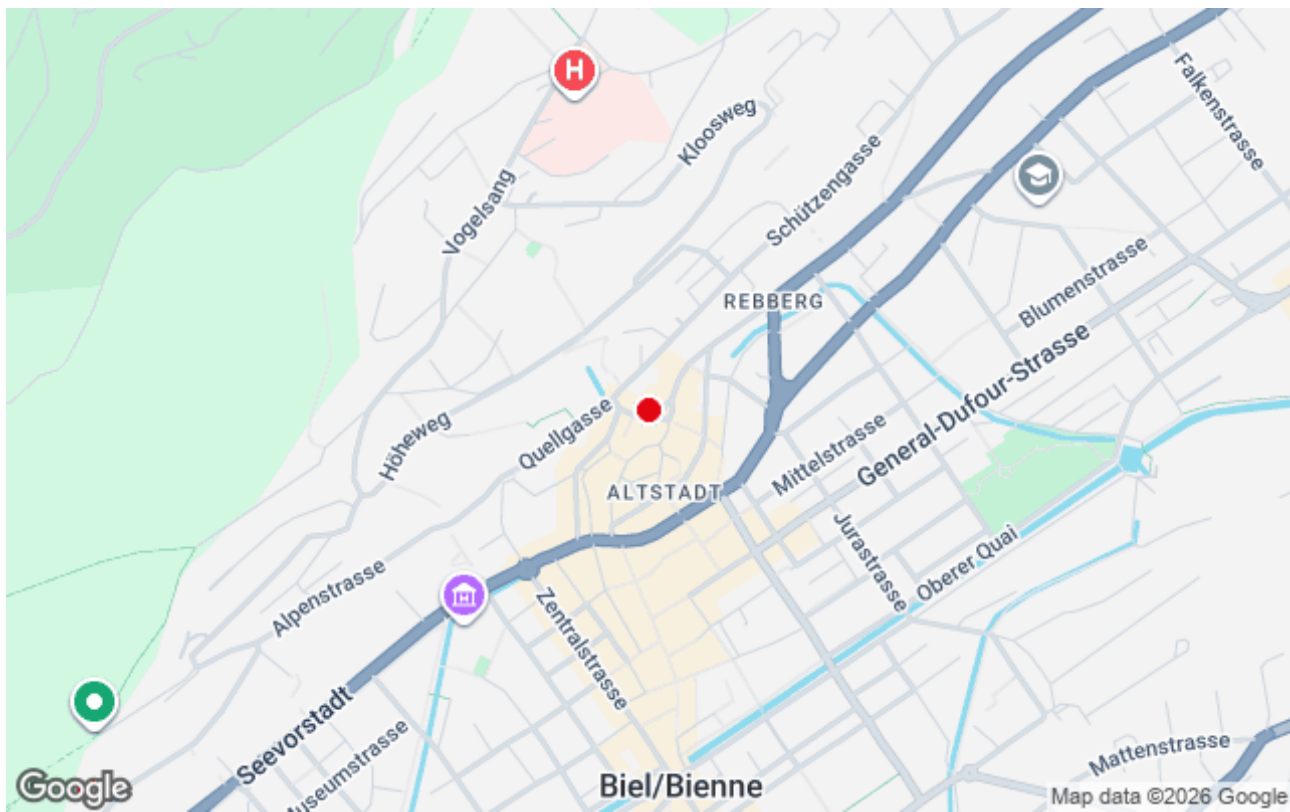 H
Falkenstrasse
Kloosweg
Schützengasse
Vogelsang
REBBERG
Blumenstrasse
General-Dufour-Strasse
Höheweg
Quellgasse
Mittelstrasse
ALTSTADT
Jurastrasse
Oberer Quai
Alpenstrasse
H
Zentralstrasse
Seevorstadt
Museumstrasse
Mattenstrasse
Biel/Bienne
Google
Map data ©2026 Google